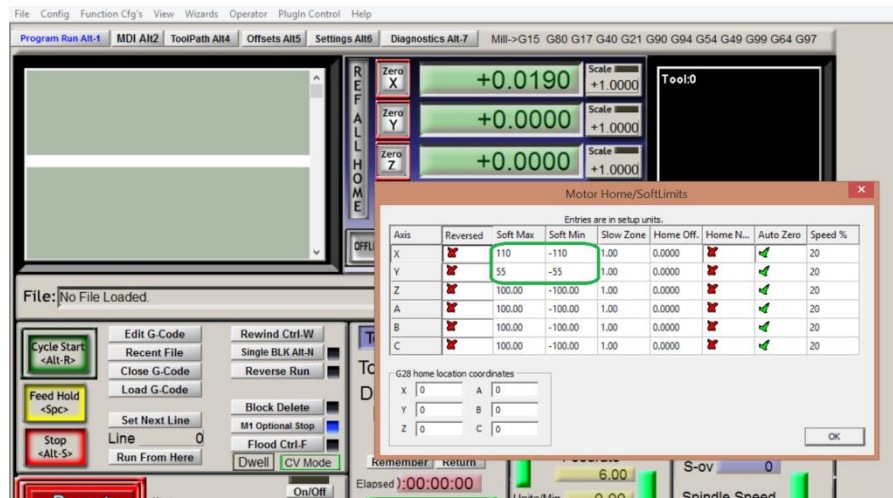 File Config Function Cfg's View Wizards Operator PlugIn Control Help
Program Run Alt-1 MDI Alt2 ToolPath Alt4 Offsets Alt5 Settings Alt6 Diagnostics Alt-7 Mill->G15 G80 G17 G40 G21 G90 G94 G54 G49 G99 G64 G97
REF ALL HOME
Zero X +0.0190 Scale +1.0000
Zero Y +0.0000 Scale +1.0000
Zero Z +0.0000 Scale +1.0000
Tool:0
OFFLI
Motor Home/SoftLimits
Entries are in setup units.
Axis Reversed Soft Max Soft Min Slow Zone Home Off. Home N... Auto Zero Speed %
X 110 -110 1.00 0.0000 20
Y 55 -55 1.00 0.0000 20
Z 100.00 -100.00 1.00 0.0000 20
A 100.00 -100.00 1.00 0.0000 20
B 100.00 -100.00 1.00 0.0000 20
C 100.00 -100.00 1.00 0.0000 20
G28 home location coordinates
X 0 A 0
Y 0 B 0
Z 0 C 0
OK
File: No File Loaded.
Cycle Start <Alt-R>
Feed Hold <Spc>
Stop <Alt-S>
Edit G-Code
Recent File
Close G-Code
Load G-Code
Set Next Line
Line 0
Run From Here
Rewind Ctrl-W
Single BLK Alt-N
Reverse Run
Block Delete
M1 Optional Stop
Flood Ctrl-F
Dwell CV Mode
On/Off
Remember Return
Elapsed 00:00:00
6.00
Units/Min 0.00
S-ov 0
Spindle Speed